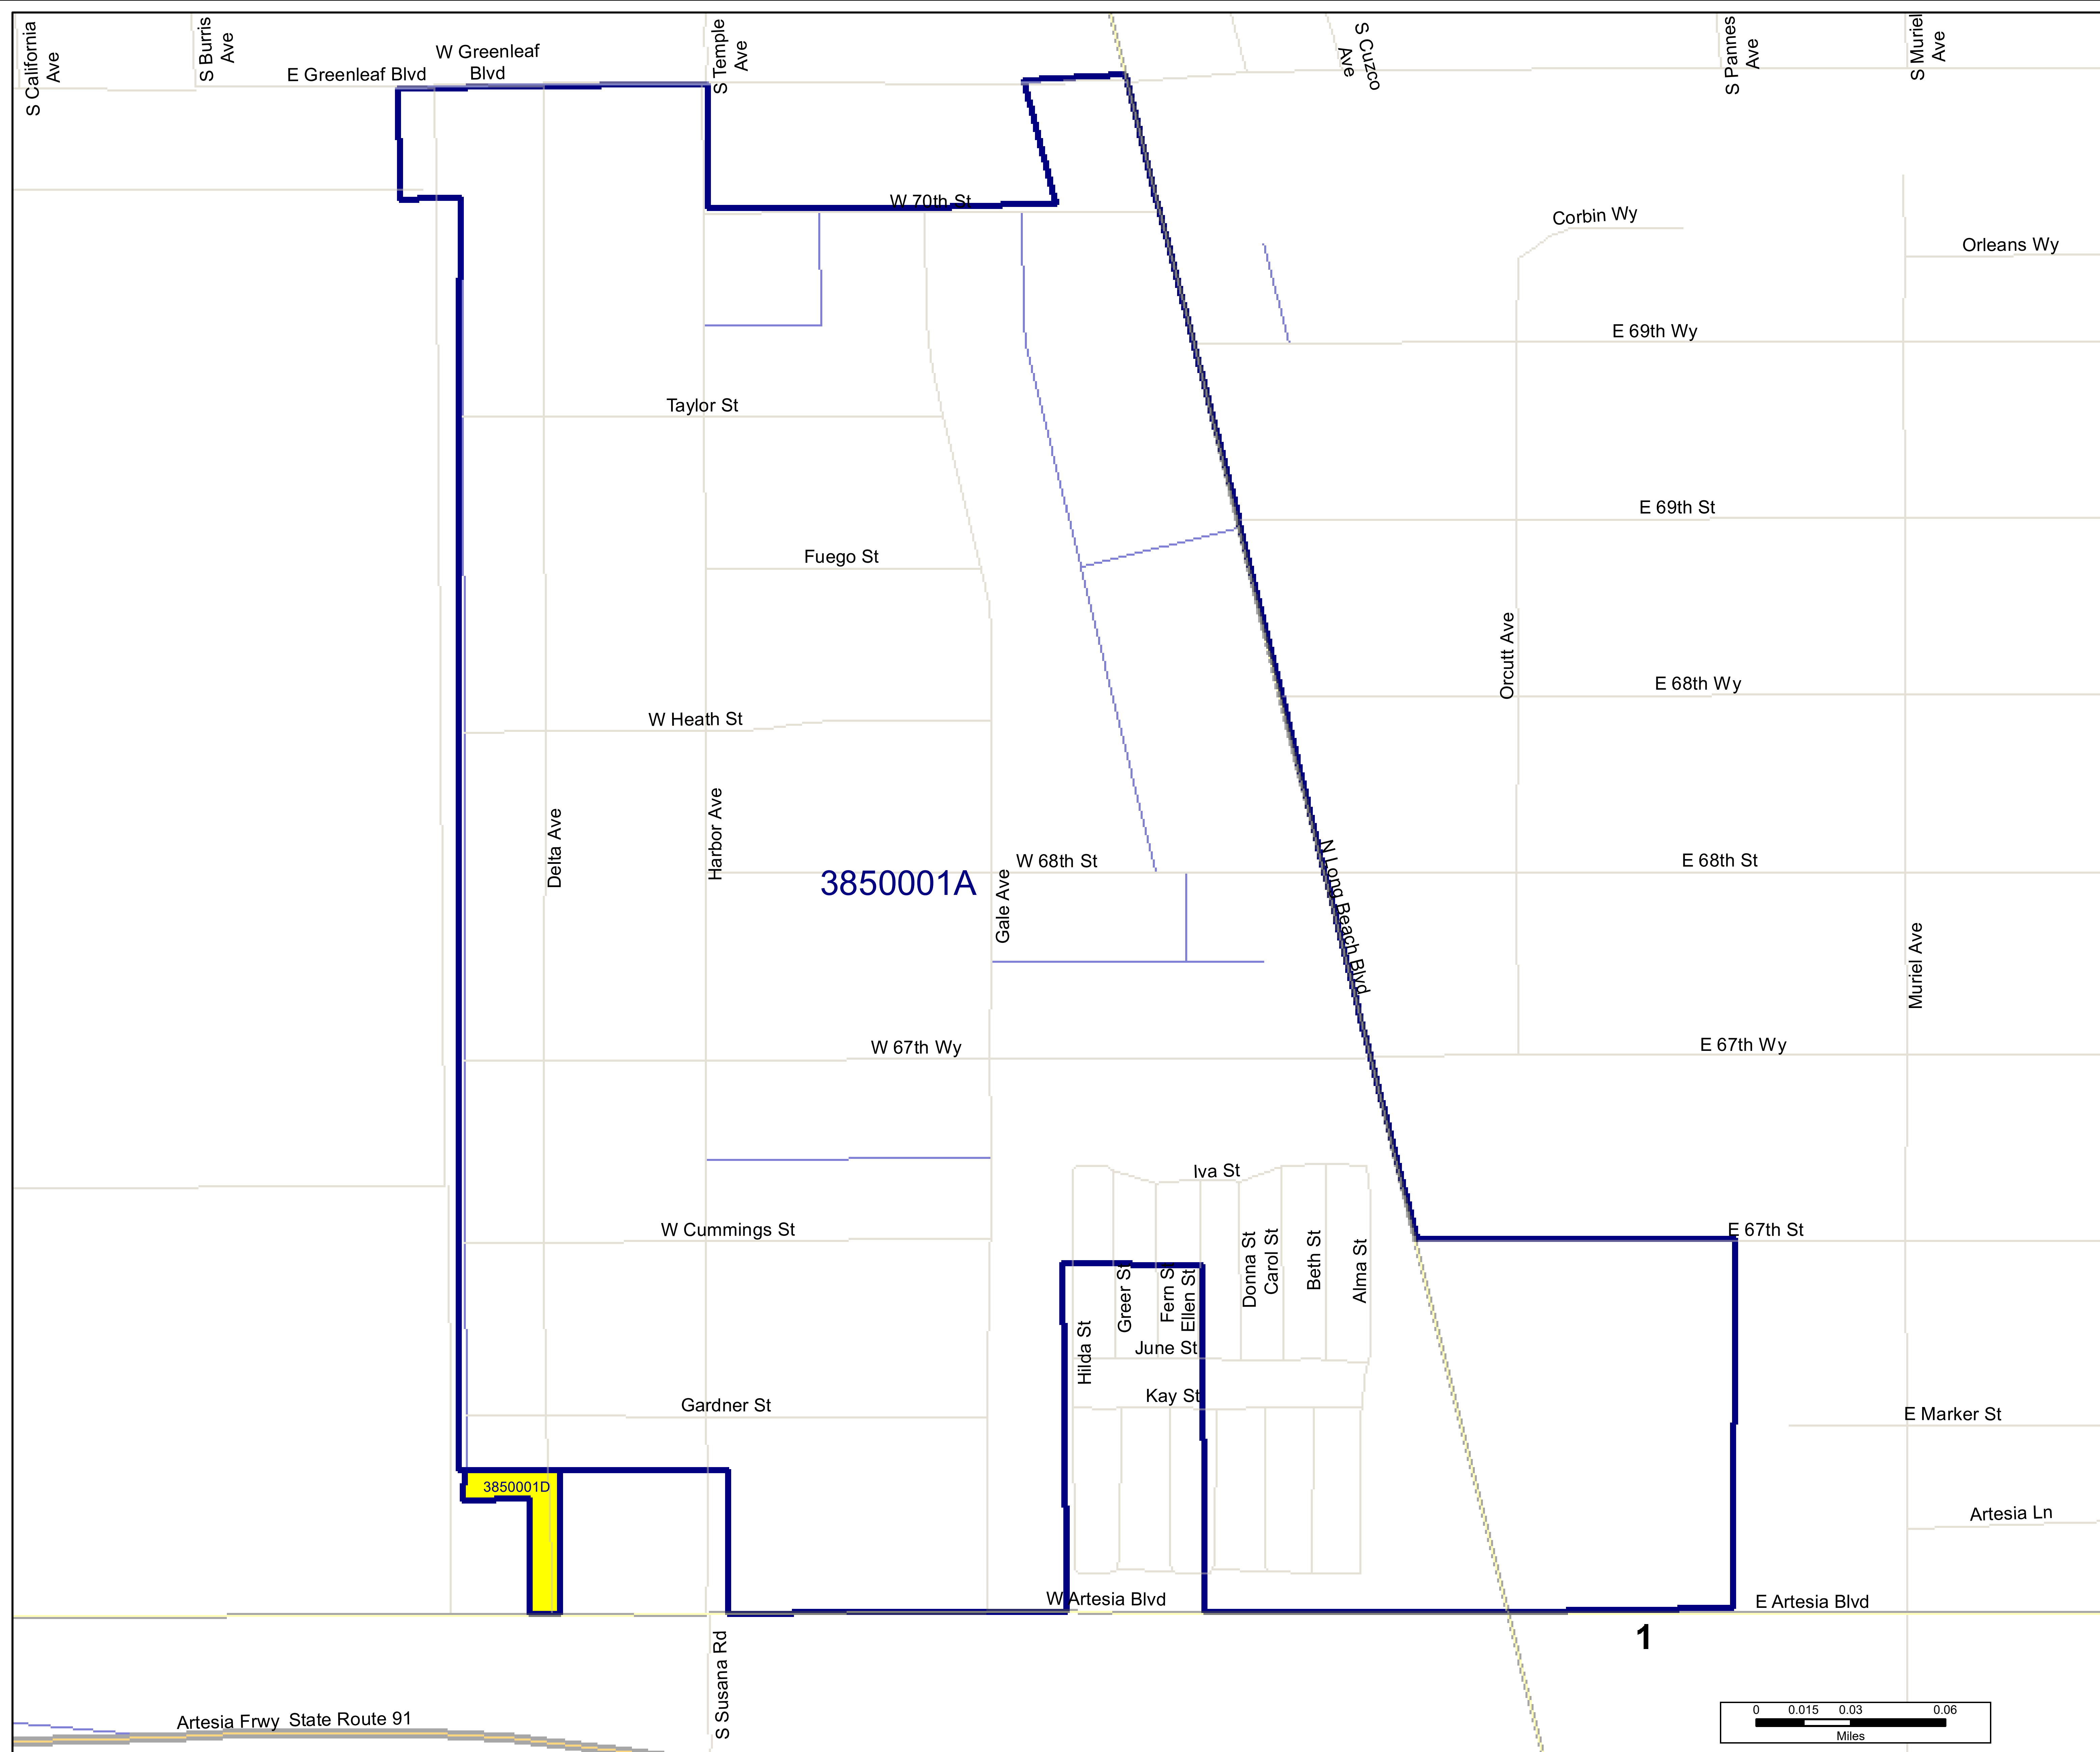 S California
Ave
S Burris
Ave
W Greenleaf
Blvd
E Greenleaf Blvd
S Temple
Ave
S Cuzco
Ave
S Pannes
Ave
S Muriel
Ave
W 70th St
Corbin Wy
Orleans Wy
E 69th Wy
Taylor St
E 69th St
Fuego St
Orcutt Ave
E 68th Wy
W Heath St
Delta Ave
Harbor Ave
W 68th St
E 68th St
3850001A
Gale Ave
N Long Beach Blvd
Muriel Ave
W 67th Wy
E 67th Wy
Iva St
W Cummings St
E 67th St
Hilda St
Greer St
Fern St
Ellen St
Donna St
Carol St
Beth St
Alma St
June St
Kay St
Gardner St
E Marker St
3850001D
Artesia Ln
W Artesia Blvd
E Artesia Blvd
1
S Susana Rd
Artesia Frwy State Route 91
0 0.015 0.03 0.06
Miles